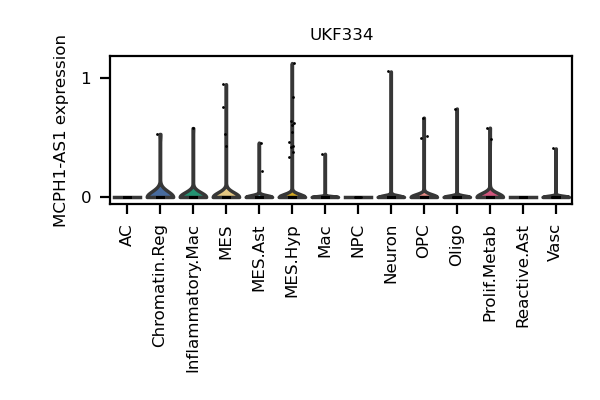 UKF334
MCPH1-AS1 expression
1
0
AC
Chromatin.Reg
Inflammatory.Mac
MES
MES.Ast
MES.Hyp
Mac
NPC
Neuron
OPC
Oligo
Prolif.Metab
Reactive.Ast
Vasc